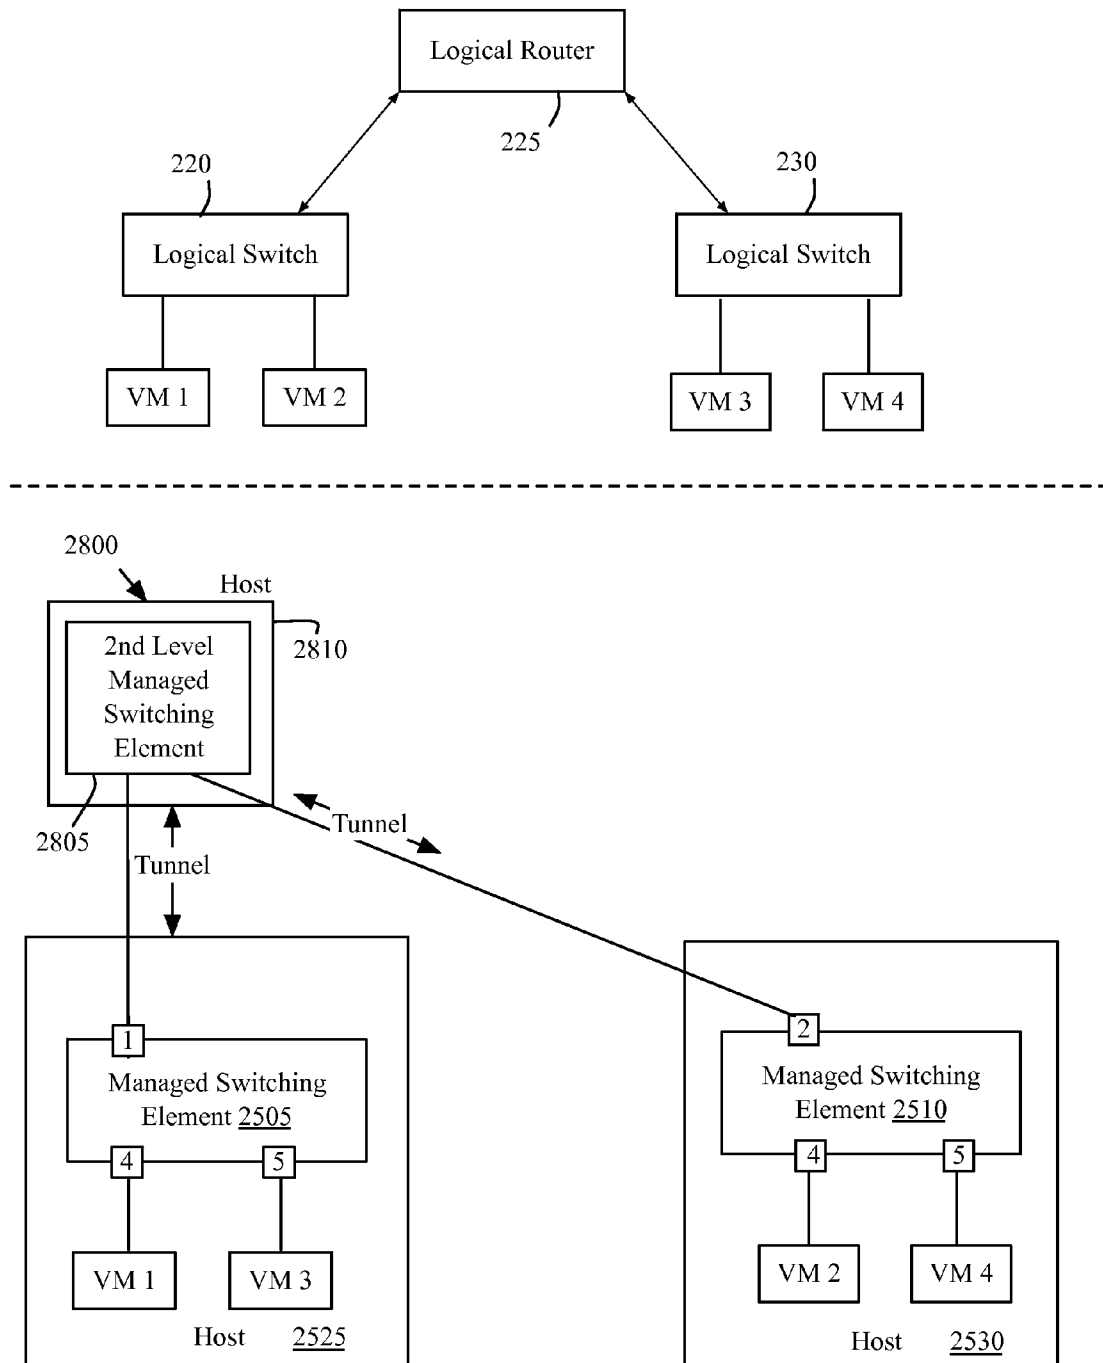 Logical Router
225
220
230
Logical Switch
Logical Switch
VM 1
VM 2
VM 3
VM 4
2800
Host
2nd Level
Managed
Switching
Element
2810
2805
Tunnel
Tunnel
1
Managed Switching
Element 2505
4
5
VM 1
VM 3
Host 2525
2
Managed Switching
Element 2510
4
5
VM 2
VM 4
Host 2530